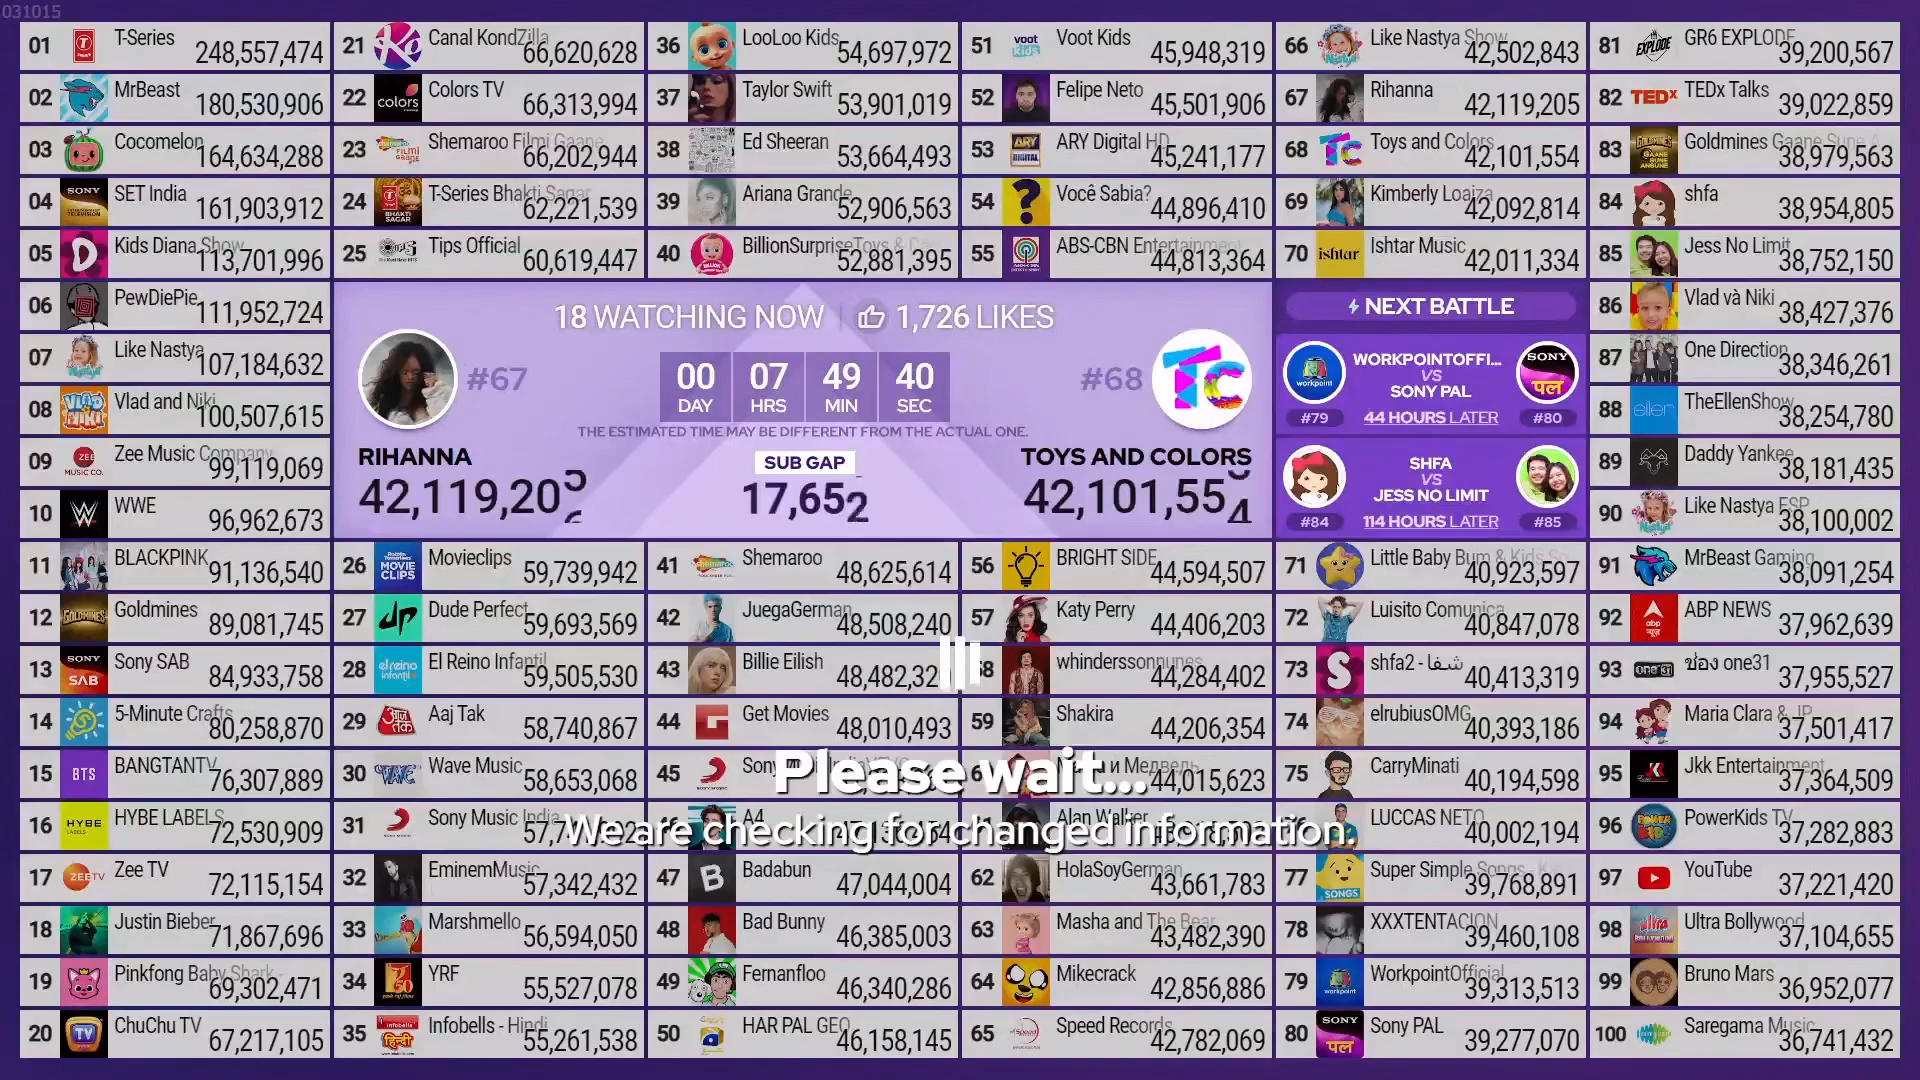 031015
01 T-Series 248,557,474
02 MrBeast 180,530,906
03 Cocomelon 164,634,288
04 SET India 161,903,912
05 Kids Diana Show 113,701,996
06 PewDiePie 111,952,724
07 Like Nastya 107,184,632
08 Vlad and Niki 100,507,615
09 Zee Music Company 99,119,069
10 WWE 96,962,673
11 BLACKPINK 91,136,540
12 Goldmines 89,081,745
13 Sony SAB 84,933,758
14 5-Minute Crafts 80,258,870
15 BANGTANTV 76,307,889
16 HYBE LABELS 72,530,909
17 Zee TV 72,115,154
18 Justin Bieber 71,867,696
19 Pinkfong Baby Shark - 69,302,471
20 ChuChu TV 67,217,105
21 Canal KondZilla 66,620,628
22 Colors TV 66,313,994
23 Shemaroo Filmi Gaane 66,202,944
24 T-Series Bhakti Sagar 62,221,539
25 Tips Official 60,619,447
36 LooLoo Kids 54,697,972
37 Taylor Swift 53,901,019
38 Ed Sheeran 53,664,493
39 Ariana Grande 52,906,563
40 BillionSurpriseToys & 52,881,395
51 Voot Kids 45,948,319
52 Felipe Neto 45,501,906
53 ARY Digital HD 45,241,177
54 Você Sabia? 44,896,410
55 ABS-CBN Entertainment 44,813,364
66 Like Nastya Show 42,502,843
67 Rihanna 42,119,205
68 Toys and Colors 42,101,554
69 Kimberly Loaiza 42,092,814
70 Ishtar Music 42,011,334
18 WATCHING NOW 1,726 LIKES
#67
00 07 49 40
DAY HRS MIN SEC
#68
THE ESTIMATED TIME MAY BE DIFFERENT FROM THE ACTUAL ONE.
RIHANNA
42,119,20
SUB GAP
17,652
TOYS AND COLORS
42,101,55
NEXT BATTLE
WORKPOINTOFFI...
VS
SONY PAL
#79 44 HOURS LATER #80
SHFA
VS
JESS NO LIMIT
#84 114 HOURS LATER #85
26 Movieclips 59,739,942
27 Dude Perfect 59,693,569
28 El Reino Infantil 59,505,530
29 Aaj Tak 58,740,867
30 Wave Music 58,653,068
31 Sony Music India
32 EminemMusic 57,342,432
33 Marshmello 56,594,050
34 YRF 55,527,078
35 Infobells - Hindi 55,261,538
41 Shemaroo 48,625,614
42 JuegaGerman 48,508,240
43 Billie Eilish
44 Get Movies 48,010,493
45
A4
47 Badabun 47,044,004
48 Bad Bunny 46,385,003
49 Fernanfloo 46,340,286
50 HAR PAL GEO 46,158,145
56 BRIGHT SIDE 44,594,507
57 Katy Perry 44,406,203
58 whinderssonnunes 44,284,402
59 Shakira 44,206,354
44,015,623
Alan Walker
62 HolaSoyGerman 43,661,783
63 Masha and The Bear 43,482,390
64 Mikecrack 42,856,886
65 Speed Records 42,782,069
Please wait...
We are checking for changed information.
71 Little Baby Bum & Kids 40,923,597
72 Luisito Comunica 40,847,078
73 shfa2 - شفا 40,413,319
74 elrubiusOMG 40,393,186
75 CarryMinati 40,194,598
LUCCAS NETO 40,002,194
77 Super Simple Songs - 39,768,891
78 XXXTENTACION 39,460,108
79 WorkpointOfficial 39,313,513
80 Sony PAL 39,277,070
81 GR6 EXPLODE 39,200,567
82 TEDx Talks 39,022,859
83 Goldmines Gaane Sune 38,979,563
84 shfa 38,954,805
85 Jess No Limit 38,752,150
86 Vlad và Niki 38,427,376
87 One Direction 38,346,261
88 TheEllenShow 38,254,780
89 Daddy Yankee 38,181,435
90 Like Nastya ESP 38,100,002
91 MrBeast Gaming 38,091,254
92 ABP NEWS 37,962,639
93 ช่อง one31 37,955,527
94 Maria Clara & JP 37,501,417
95 Jkk Entertainment 37,364,509
96 PowerKids TV 37,282,883
97 YouTube 37,221,420
98 Ultra Bollywood 37,104,655
99 Bruno Mars 36,952,077
100 Saregama Music 36,741,432